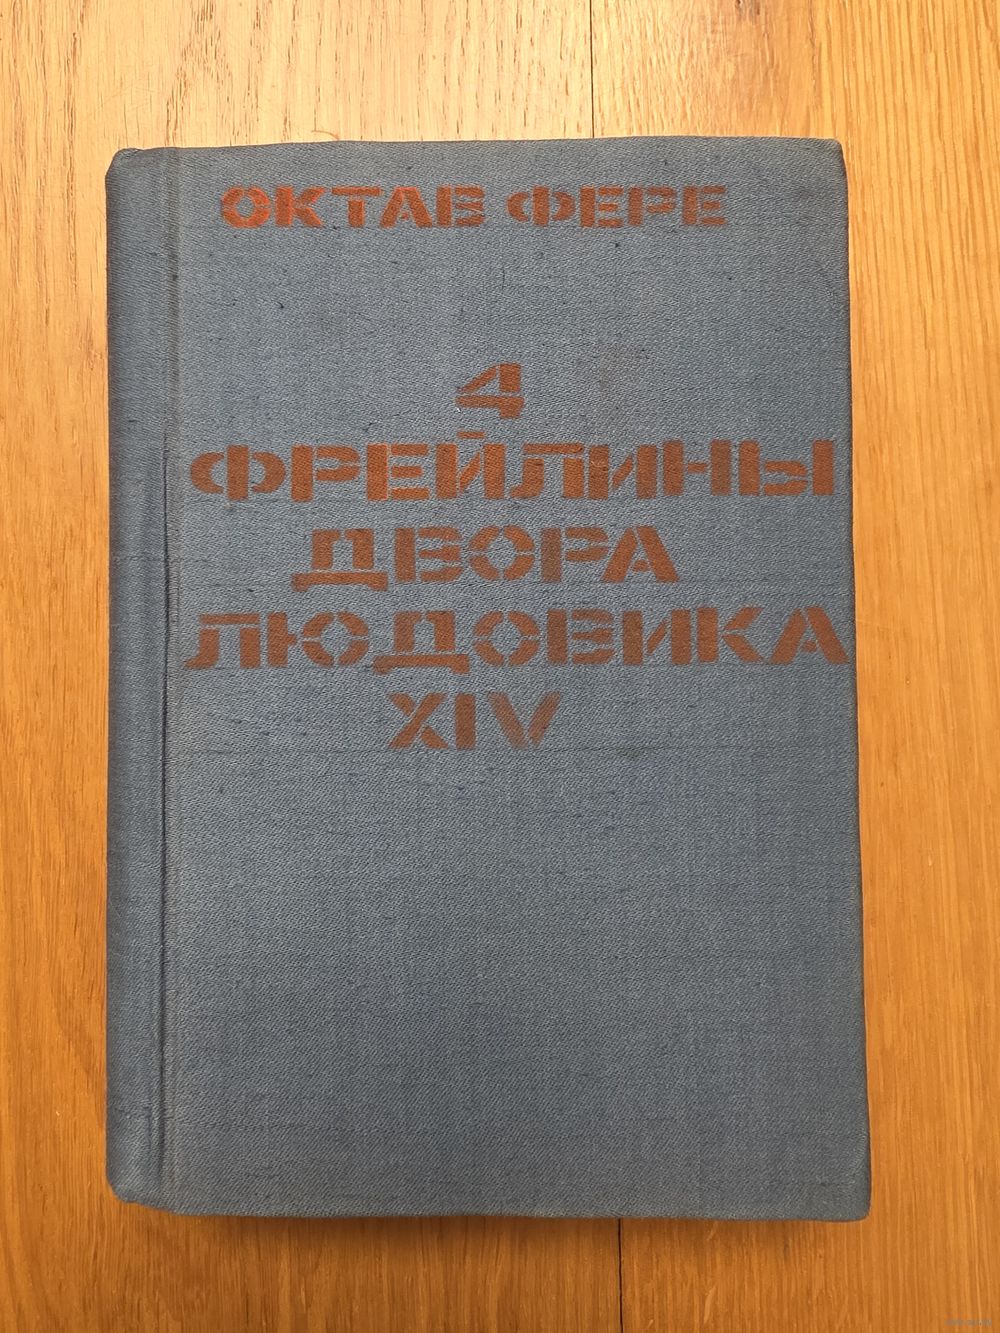 ОКТАВ ФЕРЕ
4
ФРЕЙЛИНЫ
ДВОРА
ЛЮДОВИКА
XIV